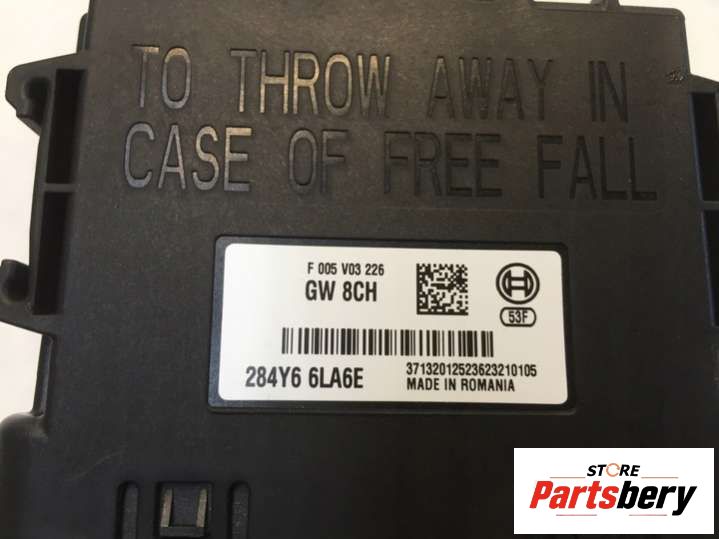 TO THROW AWAY IN
CASE OF FREE FALL
F 005 V03 226
GW 8CH
53F
284Y6 6LA6E
37132012523623210105
MADE IN ROMANIA
STORE
Partsbery